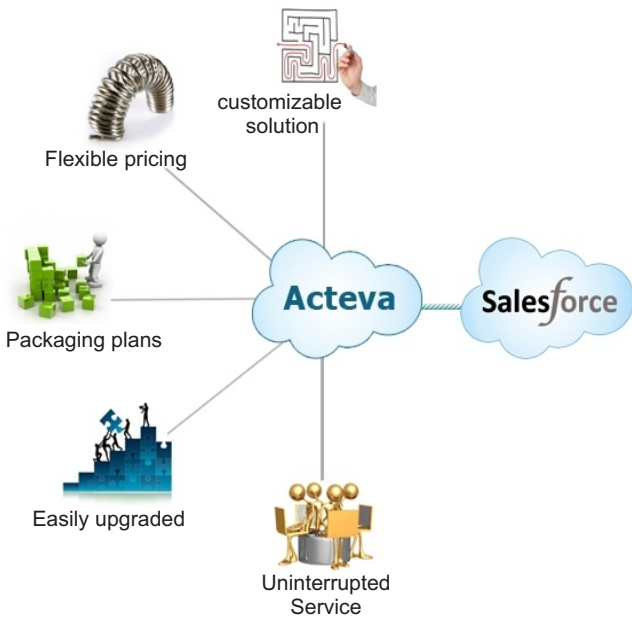 customizable
solution
Flexible pricing
Acteva
Salesforce
Packaging plans
Easily upgraded
Uninterrupted
Service